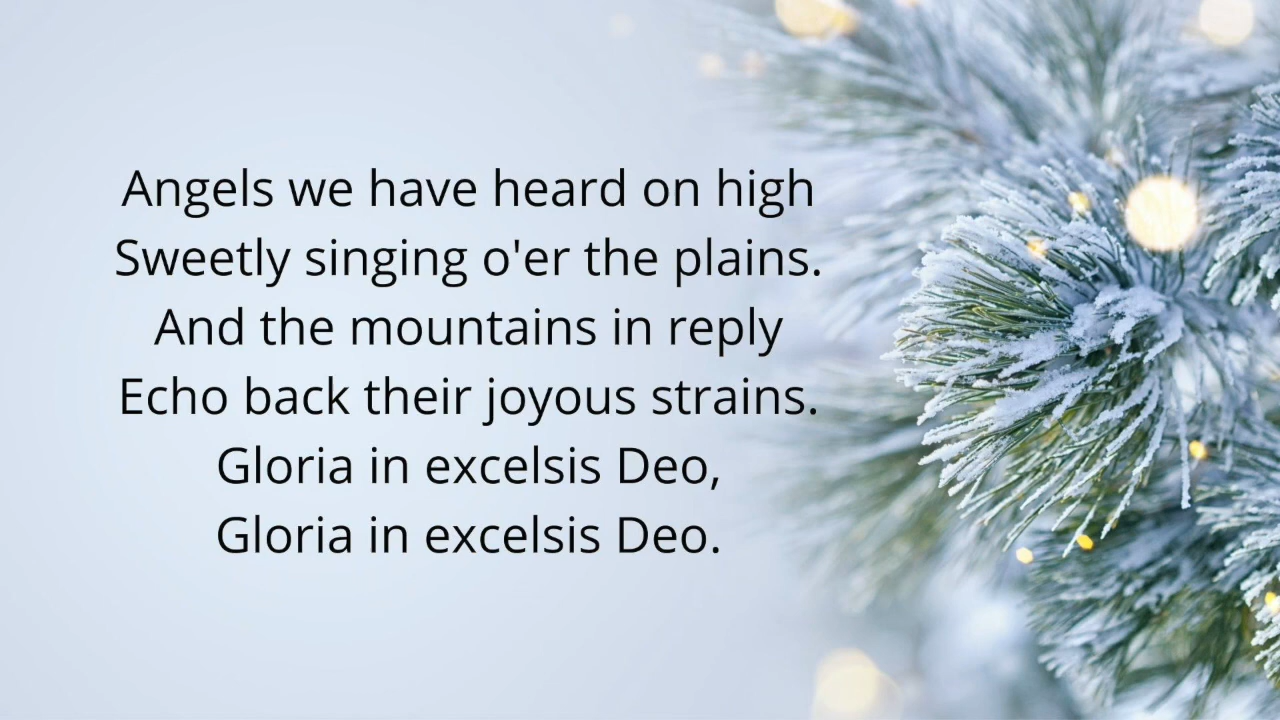 Angels we have heard on high
Sweetly singing o'er the plains.
And the mountains in reply
Echo back their joyous strains.
Gloria in excelsis Deo,
Gloria in excelsis Deo.